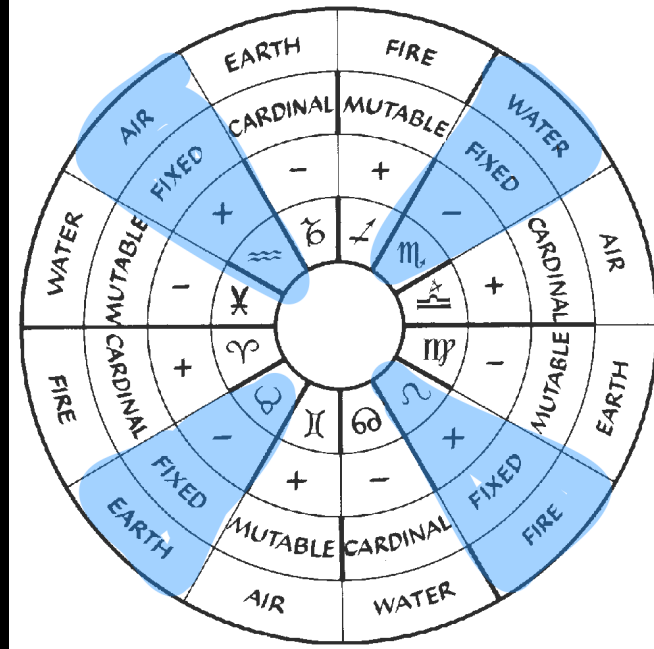 EARTH
CARDINAL
−
♑
FIRE
MUTABLE
+
♐
WATER
FIXED
−
♏
AIR
CARDINAL
+
♎
EARTH
MUTABLE
−
♍
FIRE
FIXED
+
♌
WATER
CARDINAL
−
♋
AIR
MUTABLE
+
♊
EARTH
FIXED
−
♉
FIRE
CARDINAL
+
♈
WATER
MUTABLE
−
♓
AIR
FIXED
+
♒